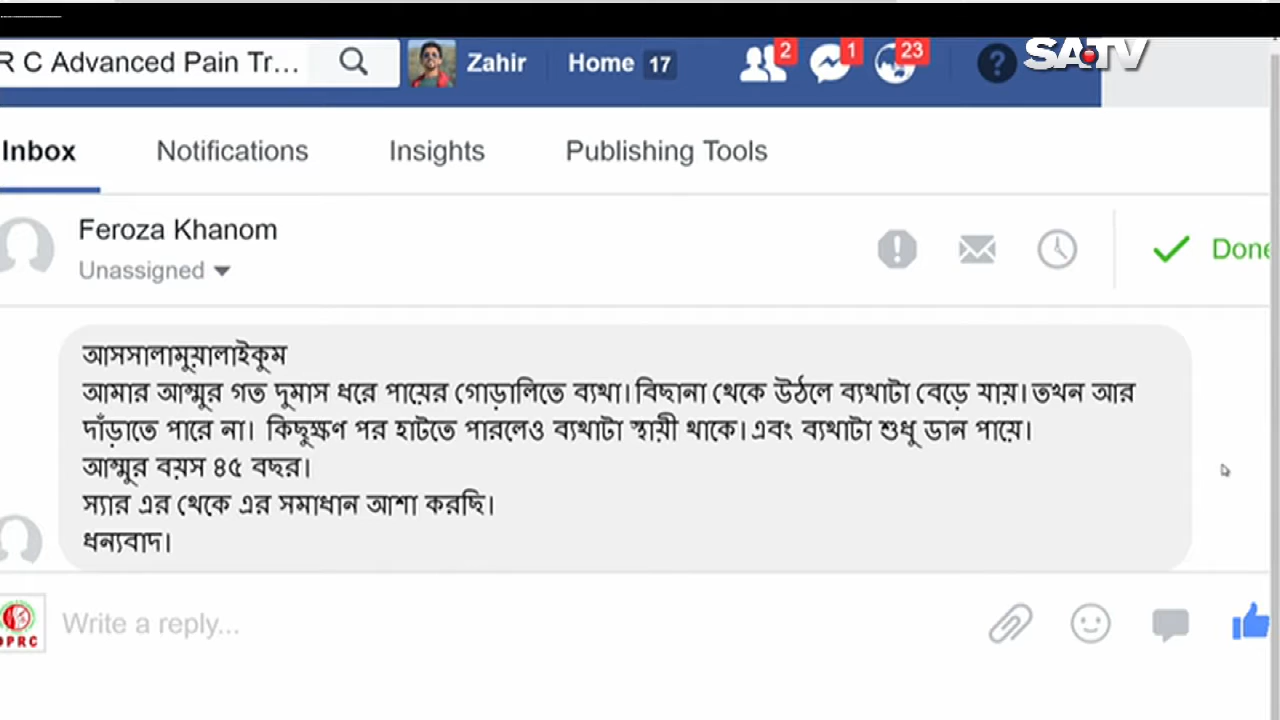 R C Advanced Pain Tr...
Zahir
Home 17
2
1
23
?
SATV
Inbox
Notifications
Insights
Publishing Tools
Feroza Khanom
Unassigned
Done
আসসালামুয়ালাইকুম
আমার আম্মুর গত দুমাস ধরে পায়ের গোড়ালিতে ব্যথা। বিছানা থেকে উঠলে ব্যথাটা বেড়ে যায়। তখন আর
দাঁড়াতে পারে না। কিছুক্ষণ পর হাটতে পারলেও ব্যথাটা স্থায়ী থাকে। এবং ব্যথাটা শুধু ডান পায়ে।
আম্মুর বয়স ৪৫ বছর।
স্যার এর থেকে এর সমাধান আশা করছি।
ধন্যবাদ।
Write a reply...
DPRC